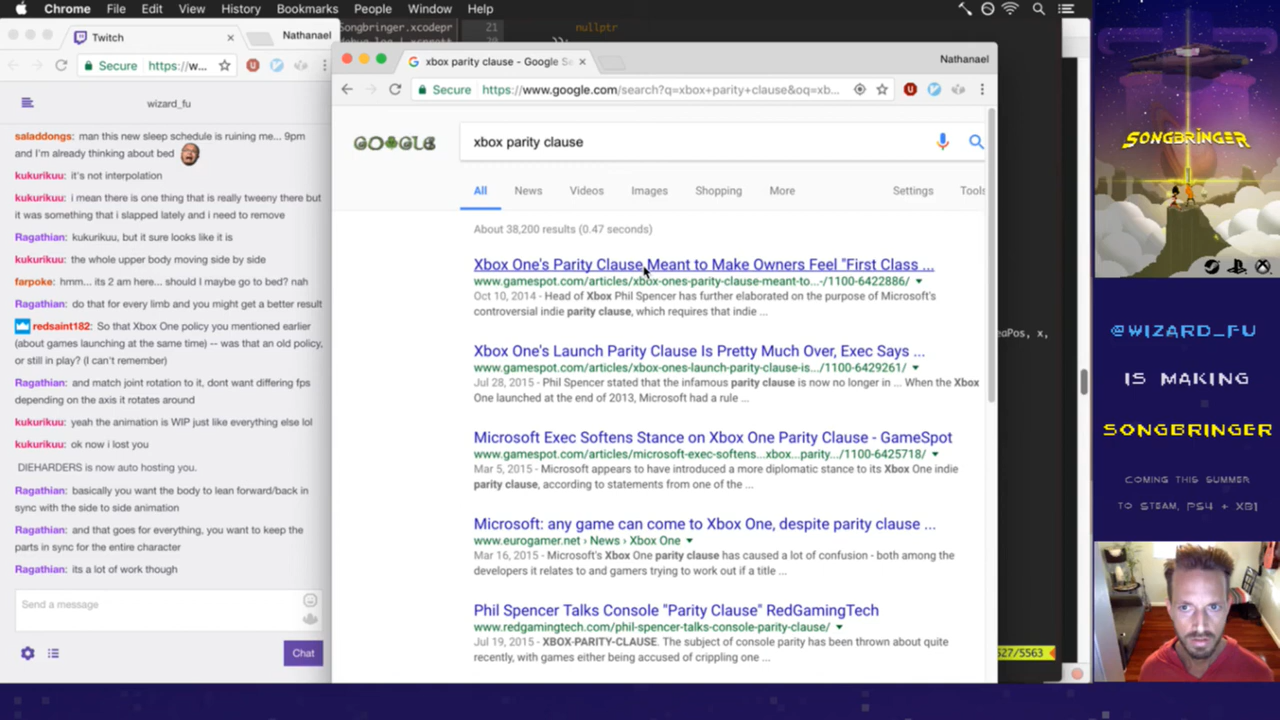 Chrome File Edit View History Bookmarks People Window Help
Songbringer.xcodepr
21 nullptr
Twitch
Nathanael
Secure https://w...
wizard_fu
saladdongs: man this new sleep schedule is ruining me... 9pm
and I'm already thinking about bed
kukurikuu: it's not interpolation
kukurikuu: i mean there is one thing that is really tweeny there but
it was something that i slapped lately and i need to remove
Ragathian: kukurikuu, but it sure looks like it is
kukurikuu: the whole upper body moving side by side
farpoke: hmm... its 2 am here... should I maybe go to bed? nah
Ragathian: do that for every limb and you might get a better result
redsaint182: So that Xbox One policy you mentioned earlier
(about games launching at the same time) -- was that an old policy,
or still in play? (I can't remember)
Ragathian: and match joint rotation to it, dont want differing fps
depending on the axis it rotates around
kukurikuu: yeah the animation is WIP just like everything else lol
kukurikuu: ok now i lost you
DIEHARDERS is now auto hosting you.
Ragathian: basically you want the body to lean forward/back in
sync with the side to side animation
Ragathian: and that goes for everything, you want to keep the
parts in sync for the entire character
Ragathian: its a lot of work though
Send a message
Chat
xbox parity clause - Google Se
Nathanael
Secure https://www.google.com/search?q=xbox+parity+clause&oq=xb...
GOOGLE
xbox parity clause
All News Videos Images Shopping More Settings Tools
About 38,200 results (0.47 seconds)
Xbox One's Parity Clause Meant to Make Owners Feel "First Class ...
www.gamespot.com/articles/xbox-ones-parity-clause-meant-to...-/1100-6422886/
Oct 10, 2014 - Head of Xbox Phil Spencer has further elaborated on the purpose of Microsoft's
controversial indie parity clause, which requires that indie ...
Xbox One's Launch Parity Clause Is Pretty Much Over, Exec Says ...
www.gamespot.com/articles/xbox-ones-launch-parity-clause-is.../1100-6429261/
Jul 28, 2015 - Phil Spencer stated that the infamous parity clause is now no longer in ... When the Xbox
One launched at the end of 2013, Microsoft had a rule ...
Microsoft Exec Softens Stance on Xbox One Parity Clause - GameSpot
www.gamespot.com/articles/microsoft-exec-softens...xbox...parity.../1100-6425718/
Mar 5, 2015 - Microsoft appears to have introduced a more diplomatic stance to its Xbox One indie
parity clause, according to statements from one of the ...
Microsoft: any game can come to Xbox One, despite parity clause ...
www.eurogamer.net › News › Xbox One
Mar 16, 2015 - Microsoft's Xbox One parity clause has caused a lot of confusion - both among the
developers it relates to and gamers trying to work out if a title ...
Phil Spencer Talks Console "Parity Clause" RedGamingTech
www.redgamingtech.com/phil-spencer-talks-console-parity-clause/
Jul 19, 2015 - XBOX-PARITY-CLAUSE. The subject of console parity has been thrown about quite
recently, with games either being accused of crippling one ...
eaPos, x,
527/5563
SONGBRINGER
@WIZARD_FU
IS MAKING
SONGBRINGER
COMING THIS SUMMER
TO STEAM, PS4 + XB1